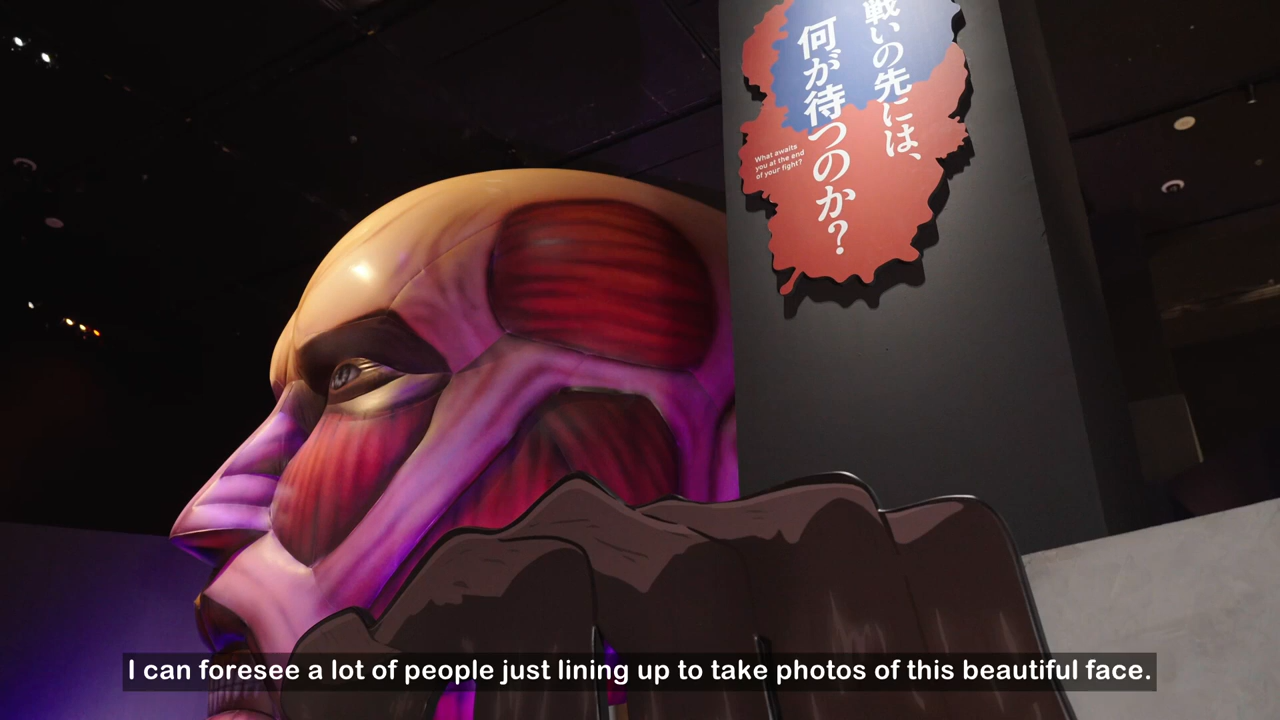 戦いの先には、
何が待つのか?
What awaits
you at the end
of your fight?
I can foresee a lot of people just lining up to take photos of this beautiful face.